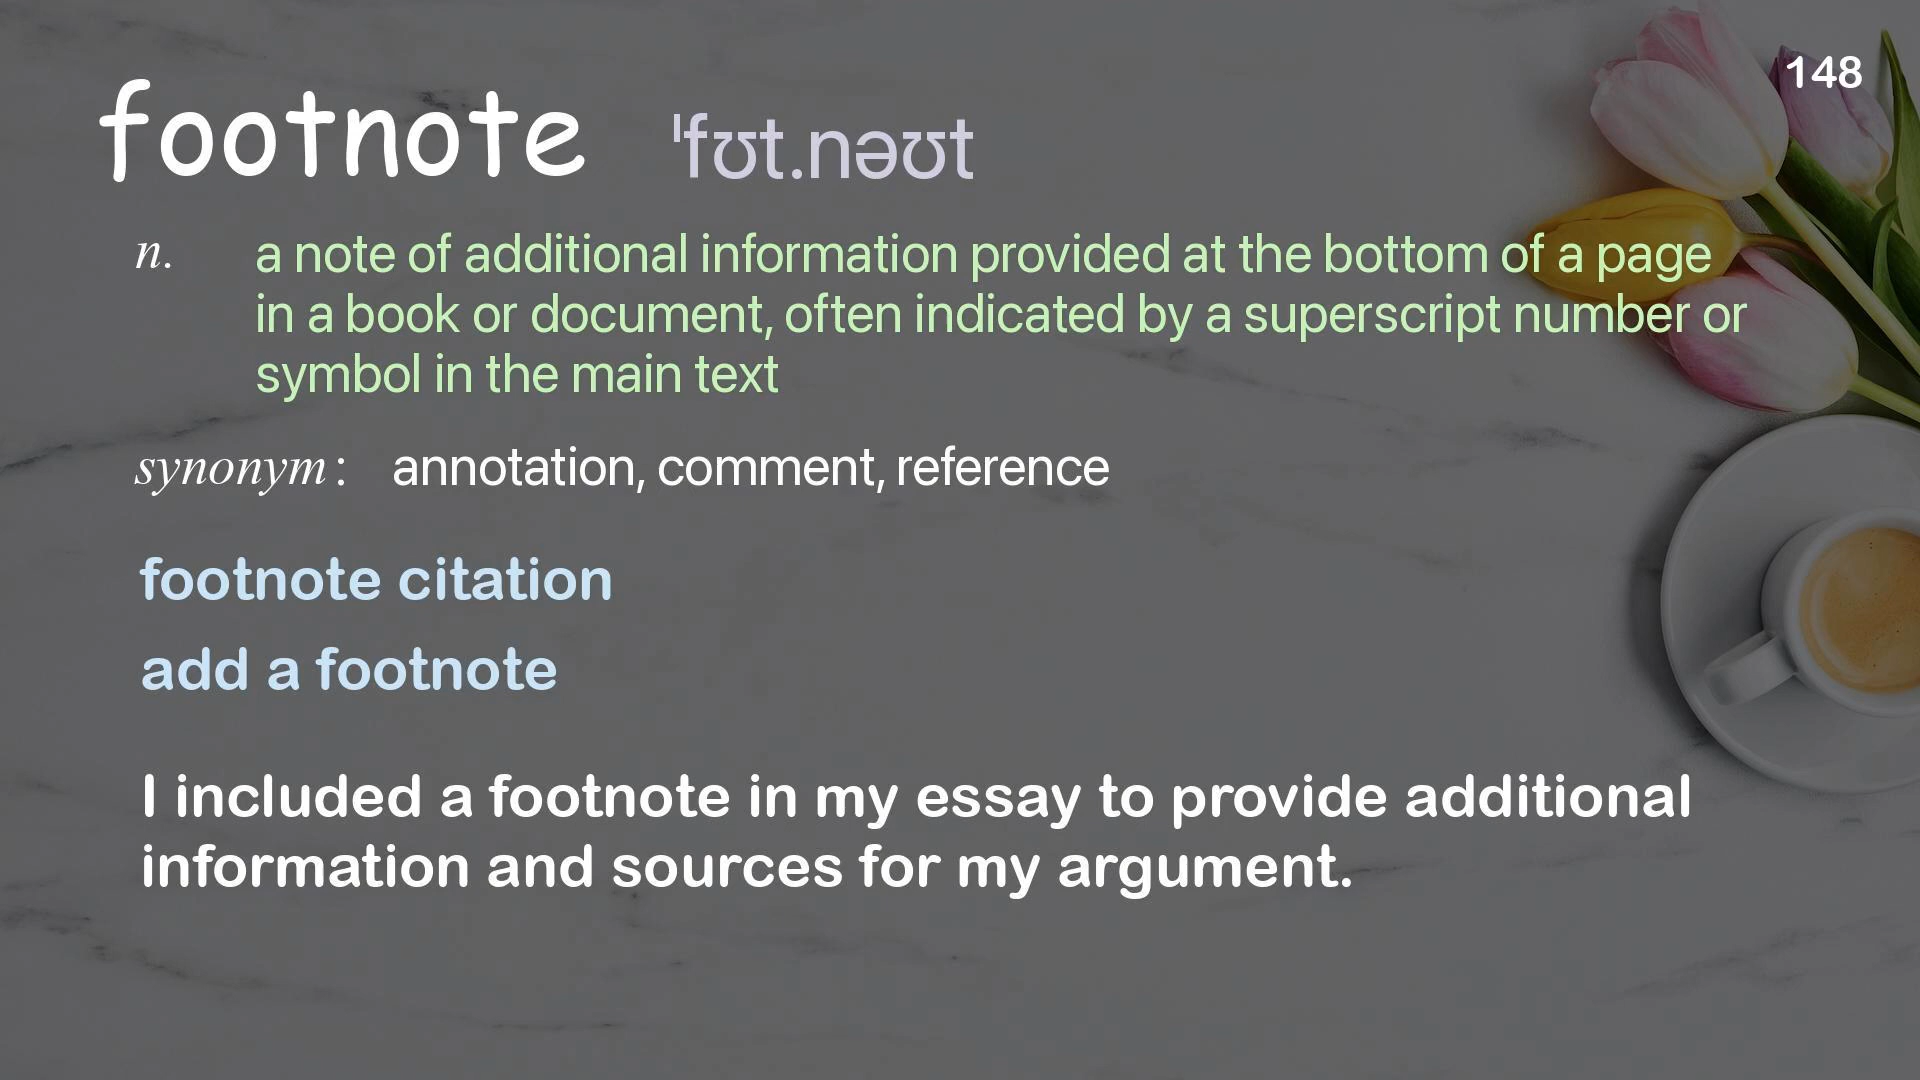 148
footnote ˈfʊt.nəʊt
n. a note of additional information provided at the bottom of a page
in a book or document, often indicated by a superscript number or
symbol in the main text
synonym: annotation, comment, reference
footnote citation
add a footnote
I included a footnote in my essay to provide additional
information and sources for my argument.